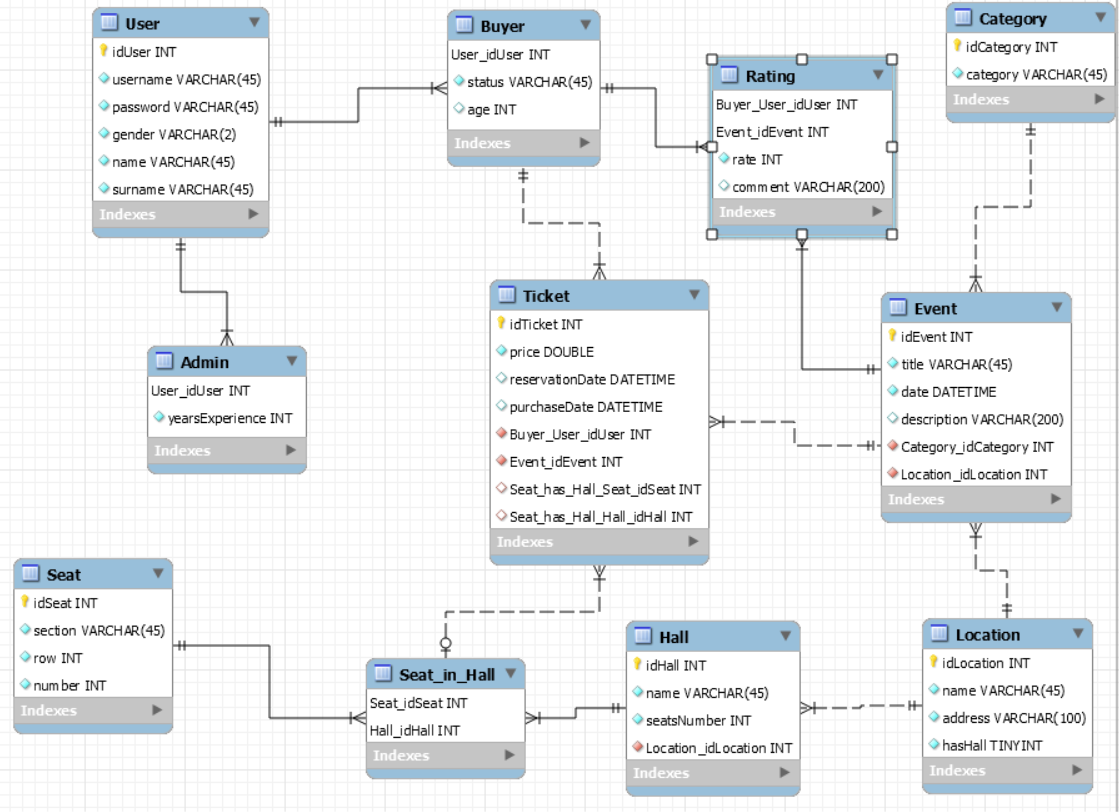 User
idUser INT
username VARCHAR(45)
password VARCHAR(45)
gender VARCHAR(2)
name VARCHAR(45)
surname VARCHAR(45)
Indexes
Buyer
User_idUser INT
status VARCHAR(45)
age INT
Indexes
Rating
Buyer_User_idUser INT
Event_idEvent INT
rate INT
comment VARCHAR(200)
Indexes
Category
idCategory INT
category VARCHAR(45)
Indexes
Admin
User_idUser INT
yearsExperience INT
Indexes
Ticket
idTicket INT
price DOUBLE
reservationDate DATETIME
purchaseDate DATETIME
Buyer_User_idUser INT
Event_idEvent INT
Seat_has_Hall_Seat_idSeat INT
Seat_has_Hall_Hall_idHall INT
Indexes
Event
idEvent INT
title VARCHAR(45)
date DATETIME
description VARCHAR(200)
Category_idCategory INT
Location_idLocation INT
Indexes
Seat
idSeat INT
section VARCHAR(45)
row INT
number INT
Indexes
Seat_in_Hall
Seat_idSeat INT
Hall_idHall INT
Indexes
Hall
idHall INT
name VARCHAR(45)
seatsNumber INT
Location_idLocation INT
Indexes
Location
idLocation INT
name VARCHAR(45)
address VARCHAR(100)
hasHall TINYINT
Indexes